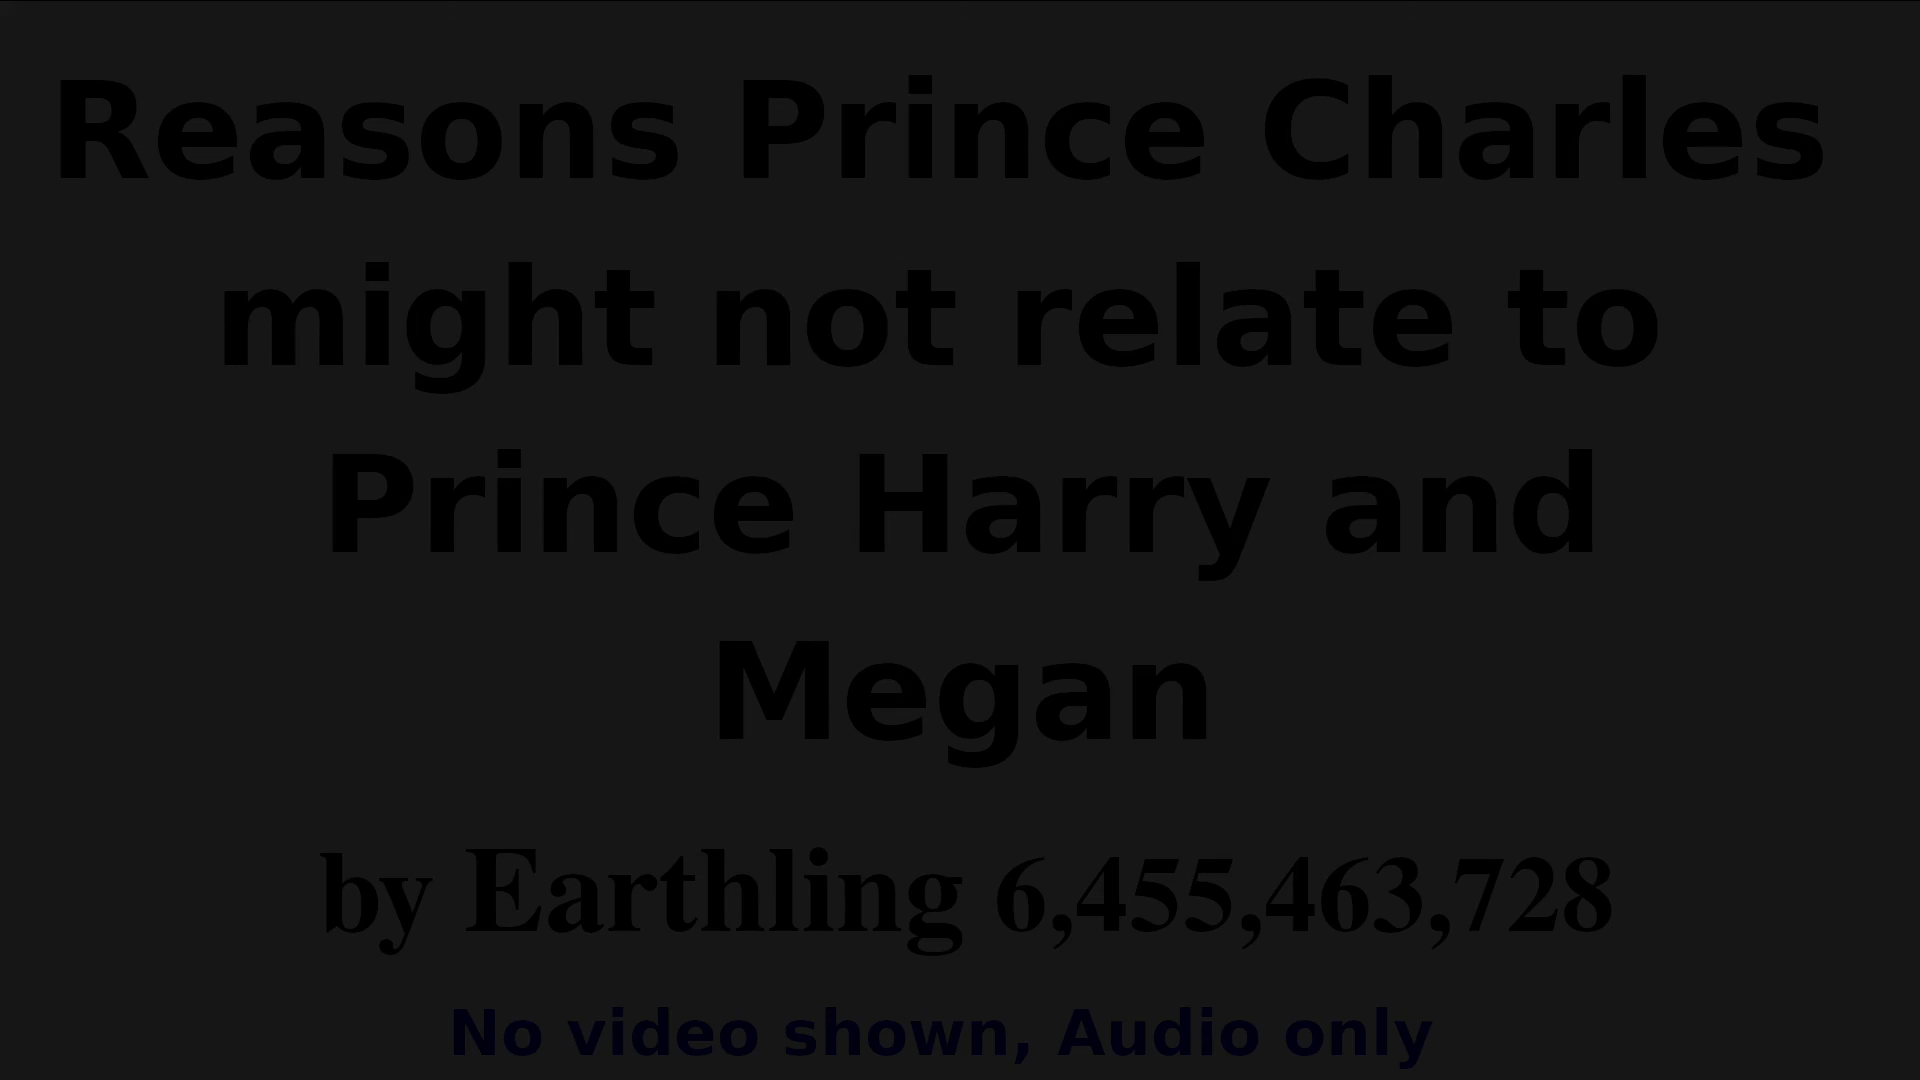 Reasons Prince Charles
might not relate to
Prince Harry and
Megan
by Earthling 6,455,463,728
No video shown, Audio only